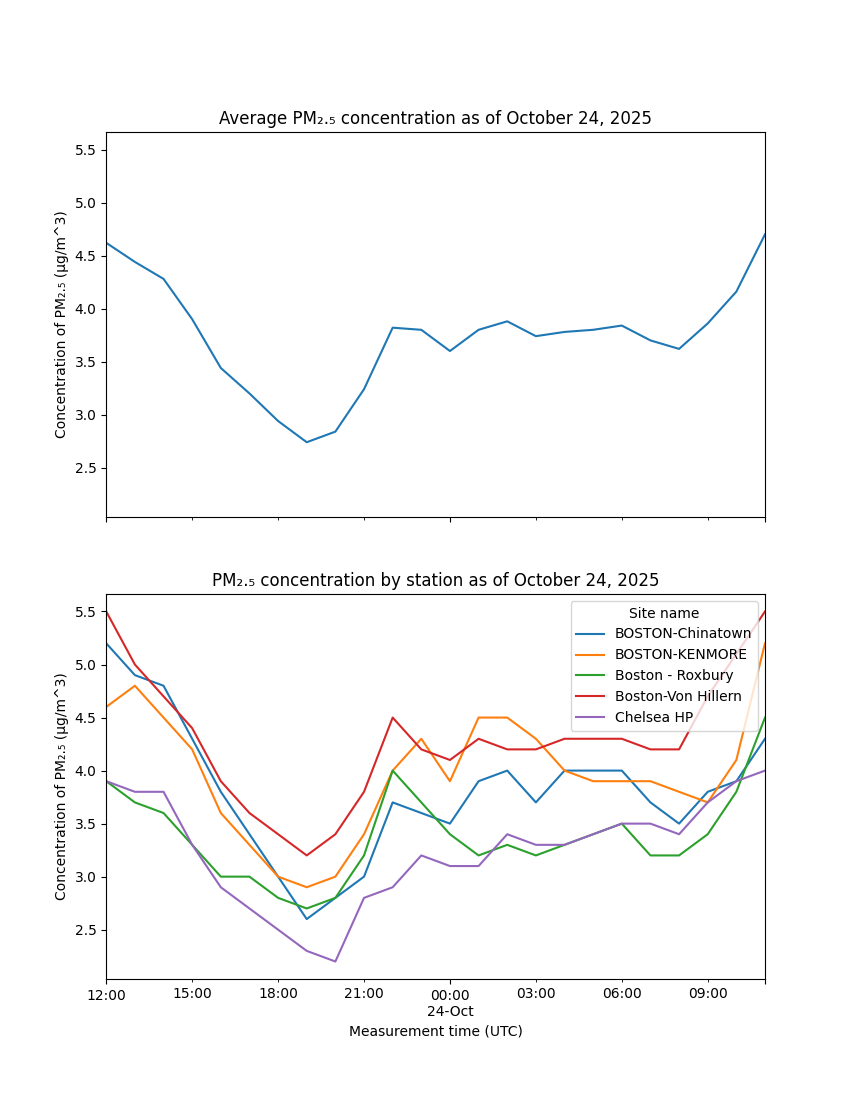 Average PM₂.₅ concentration as of October 24, 2025
Concentration of PM₂.₅ (µg/m^3)
5.5
5.0
4.5
4.0
3.5
3.0
2.5
PM₂.₅ concentration by station as of October 24, 2025
Concentration of PM₂.₅ (µg/m^3)
5.5
5.0
4.5
4.0
3.5
3.0
2.5
Site name
BOSTON-Chinatown
BOSTON-KENMORE
Boston - Roxbury
Boston-Von Hillern
Chelsea HP
12:00 15:00 18:00 21:00 00:00 03:00 06:00 09:00
24-Oct
Measurement time (UTC)